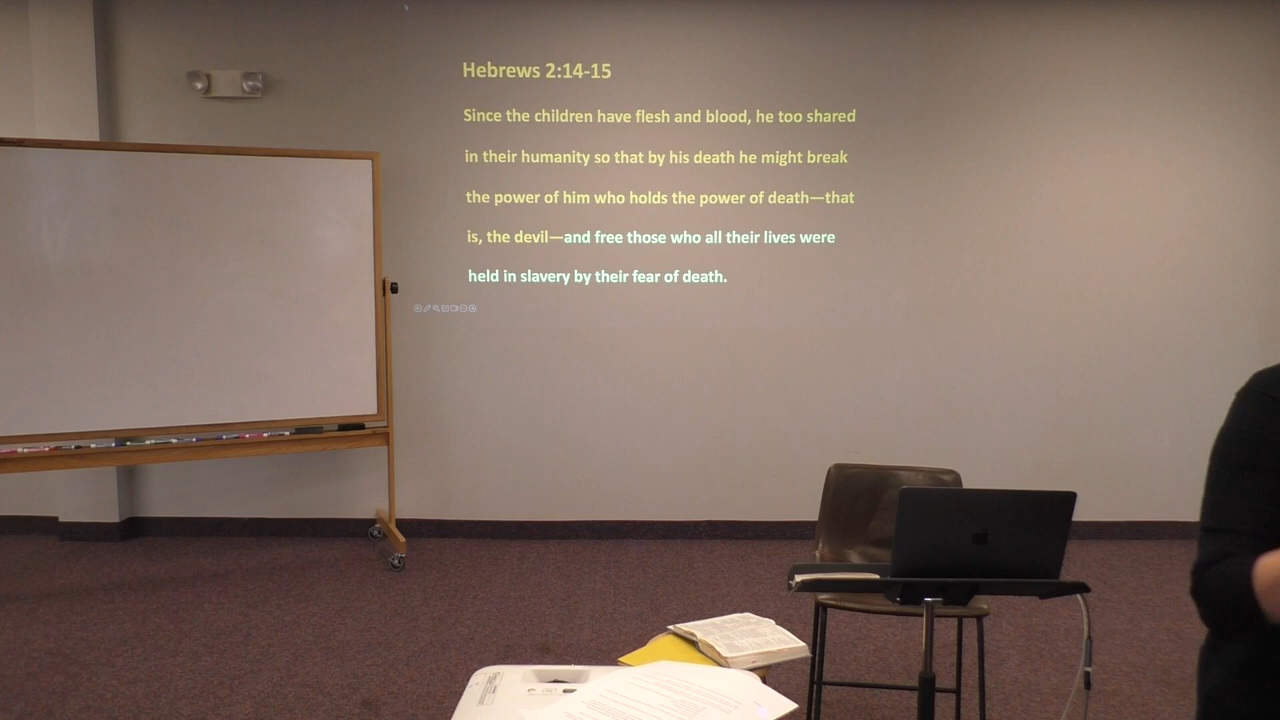 Hebrews 2:14-15
Since the children have flesh and blood, he too shared
in their humanity so that by his death he might break
the power of him who holds the power of death—that
is, the devil—and free those who all their lives were
held in slavery by their fear of death.